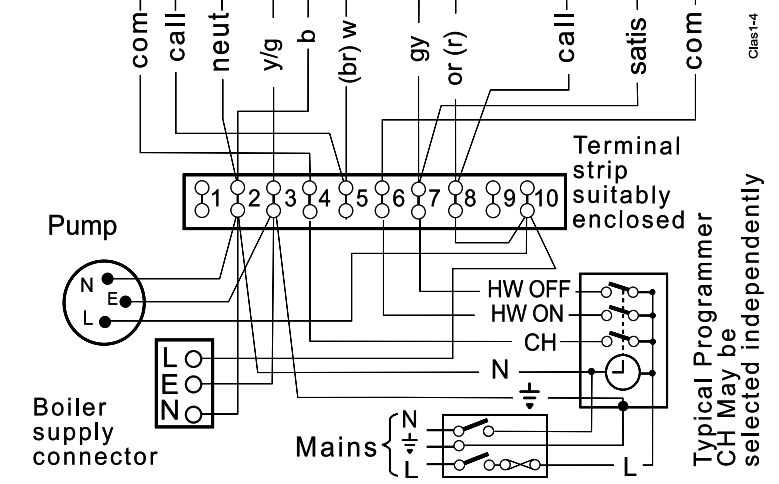 com
call
neut
y/g
b
(br) w
gy
or (r)
call
satis
com
Clas1-4
1 2 3 4 5 6 7 8 9 10
Terminal
strip
suitably
enclosed
Pump
N
E
L
HW OFF
HW ON
CH
N
L
E
N
Boiler
supply
connector
Mains
N
L
L
Typical Programmer
CH May be
selected independently